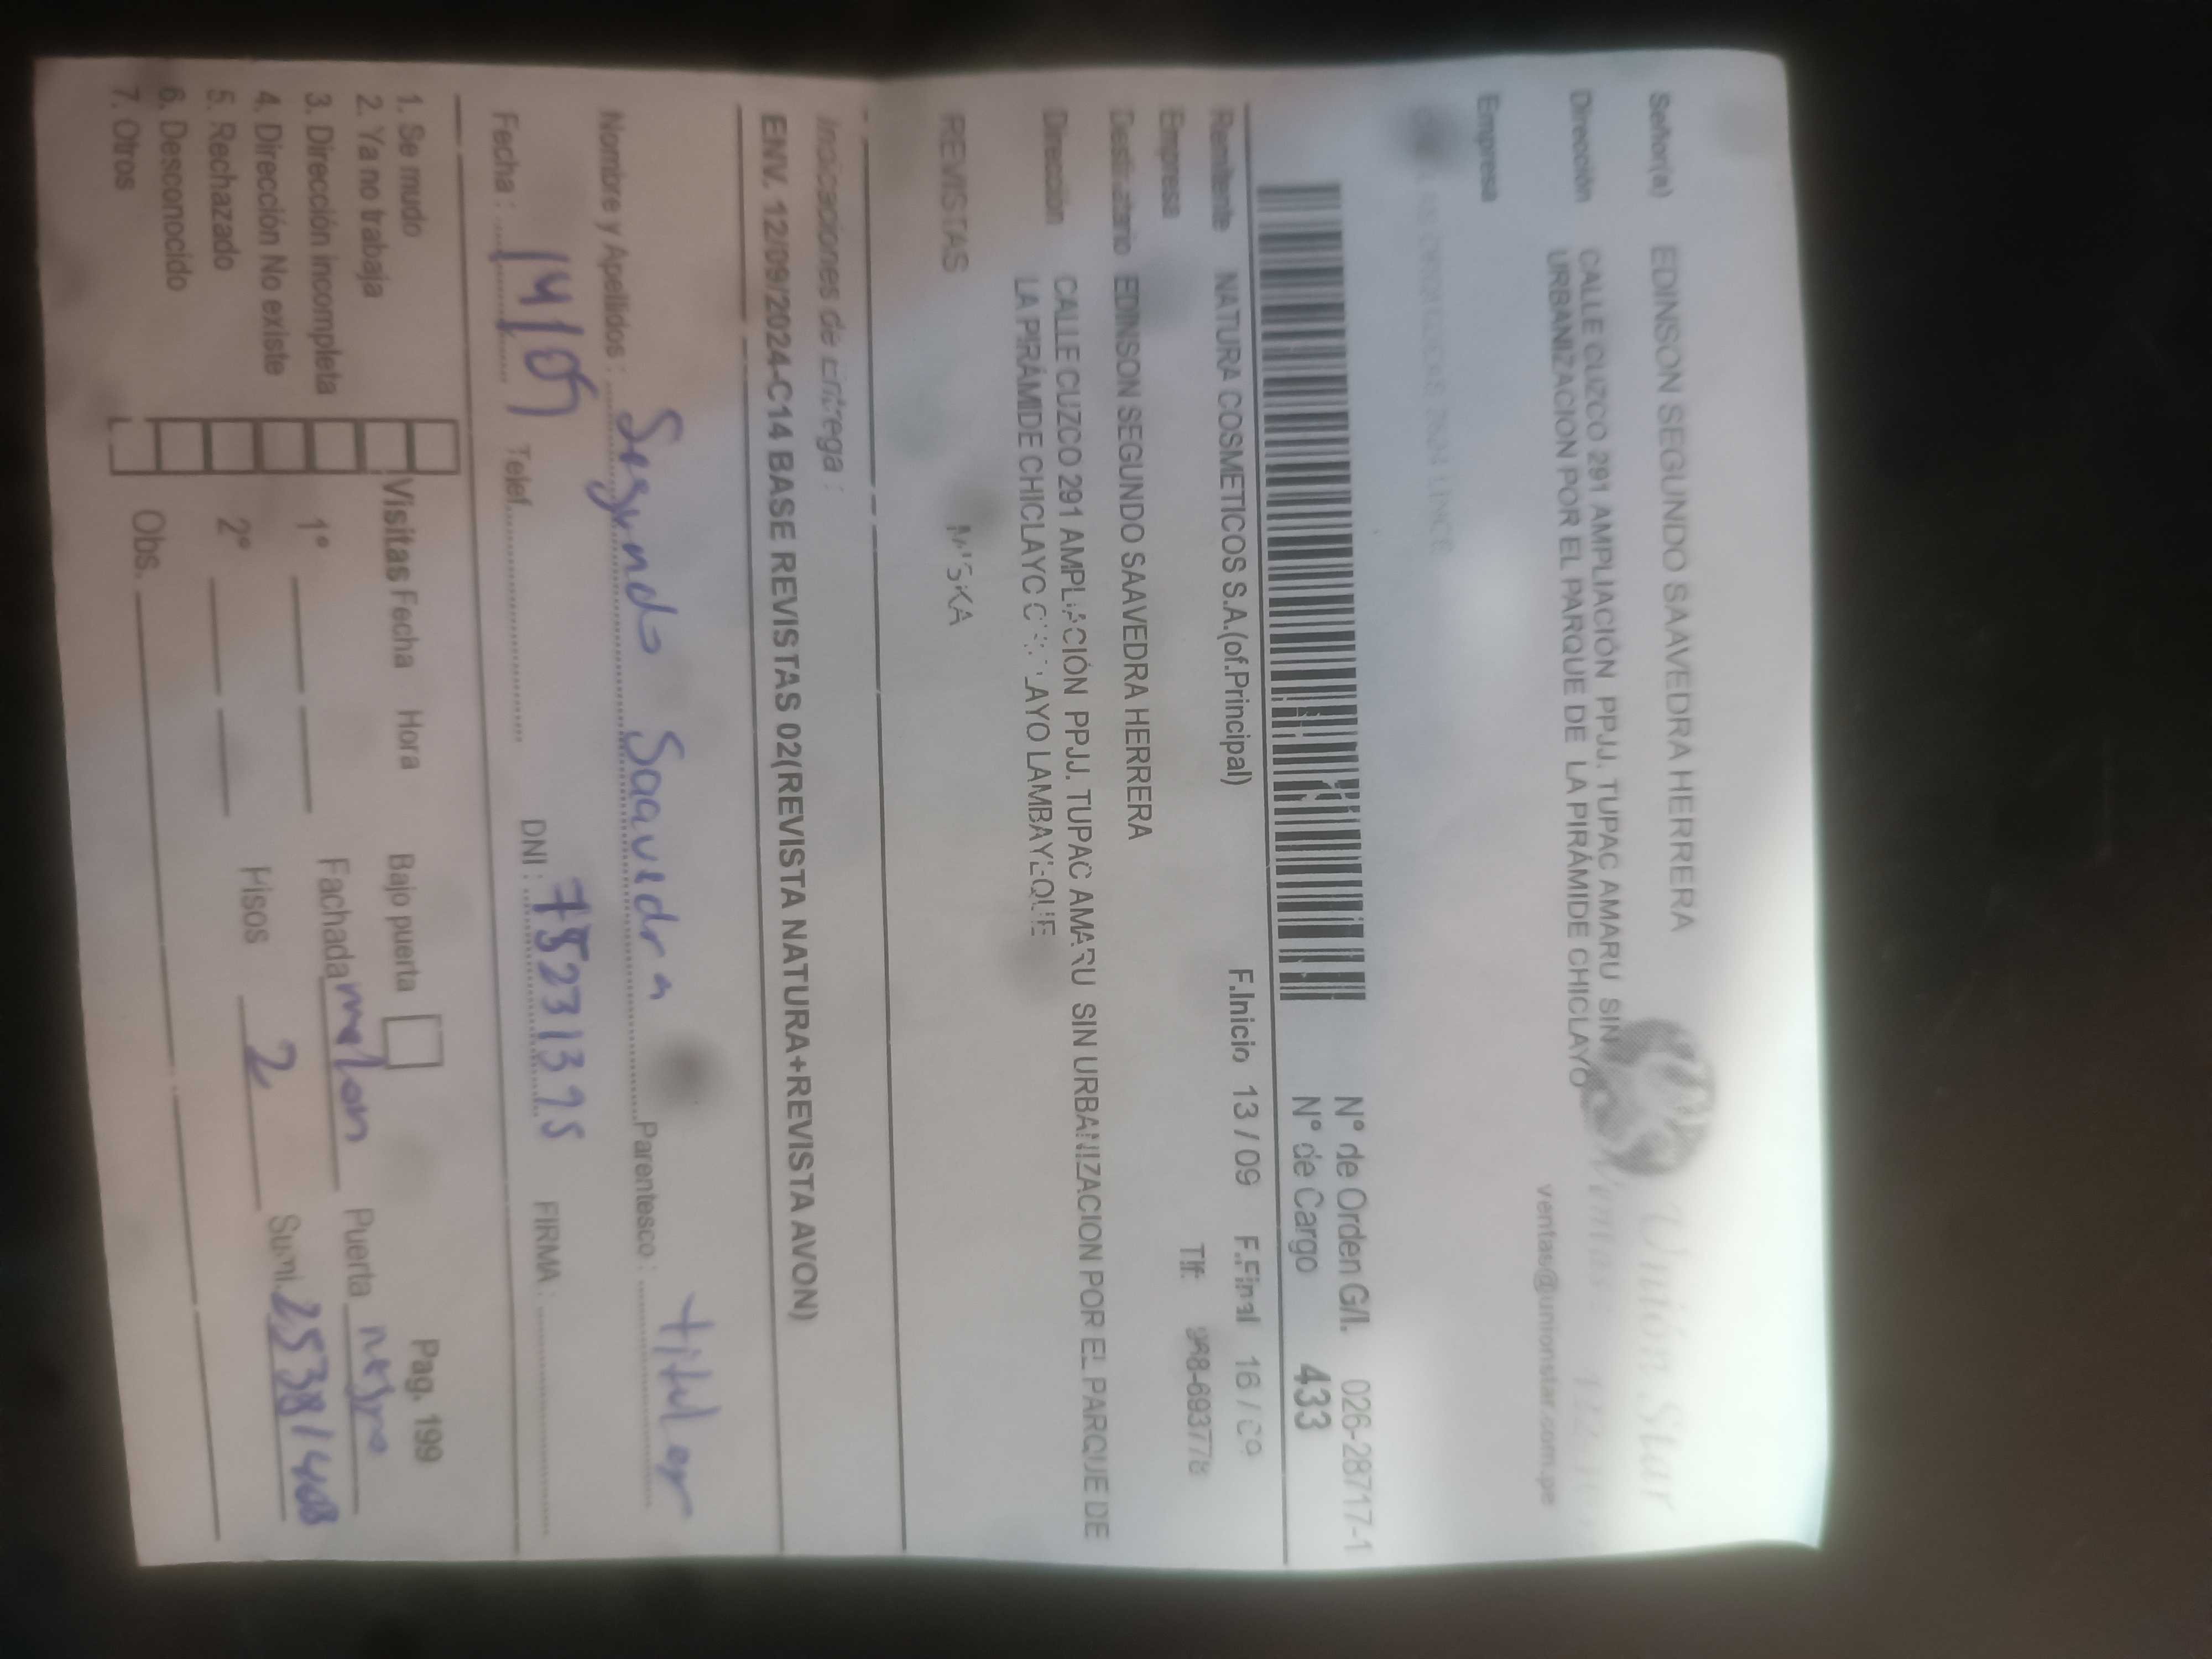 Señor(a) EDINSON SEGUNDO SAAVEDRA HERRERA
Unión Star
Dirección CALLE CUZCO 291 AMPLIACIÓN PPJJ. TUPAC AMARU SIN
URBANIZACION POR EL PARQUE DE LA PIRÁMIDE CHICLAYO
ventas@unionstar.com.pe
Empresa
N° de Orden G/I. 026-28717-1
N° de Cargo 433
Remitente NATURA COSMETICOS S.A.(of.Principal) F.Inicio 13 / 09 F.Final 16 / 09
Empresa Tlf:
Destinatario EDINSON SEGUNDO SAAVEDRA HERRERA
Dirección CALLE CUZCO 291 AMPLIACIÓN PPJJ. TUPAC AMARU SIN URBANIZACION POR EL PARQUE DE
LA PIRÁMIDE CHICLAYO CHICLAYO LAMBAYEQUE
REVISTAS
Indicaciones de entrega :
ENV. 12/09/2024-C14 BASE REVISTAS 02(REVISTA NATURA+REVISTA AVON)
Nombre y Apellidos : Segundo Saavedra Parentesco : titular
Fecha : 14/09 Telef. DNI : FIRMA :
1. Se mudo Pag. 199
2. Ya no trabaja Visitas Fecha Hora Bajo puerta
3. Dirección incompleta 1° Fachada Puerta negro
4. Dirección No existe
5. Rechazado 2° Pisos 2 Sumi.
6. Desconocido
7. Otros Obs.